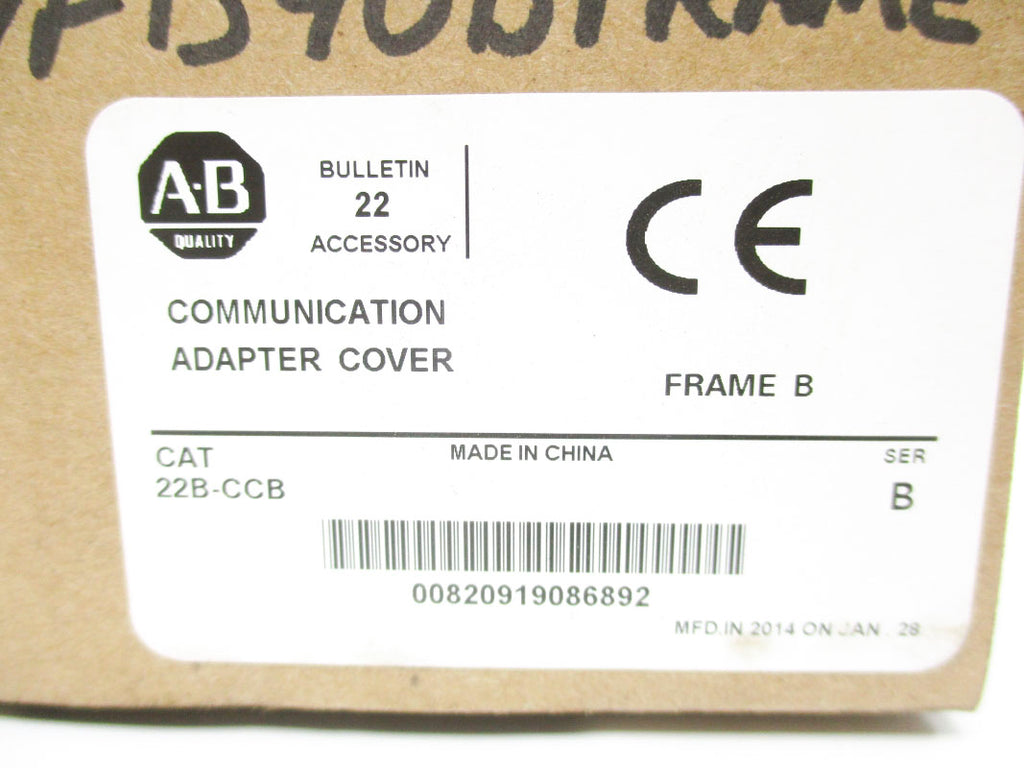 A-B
QUALITY
BULLETIN
22
ACCESSORY
CE
COMMUNICATION
ADAPTER COVER
FRAME B
CAT
22B-CCB
MADE IN CHINA
SER
B
00820919086892
MFD.IN 2014 ON JAN. 28